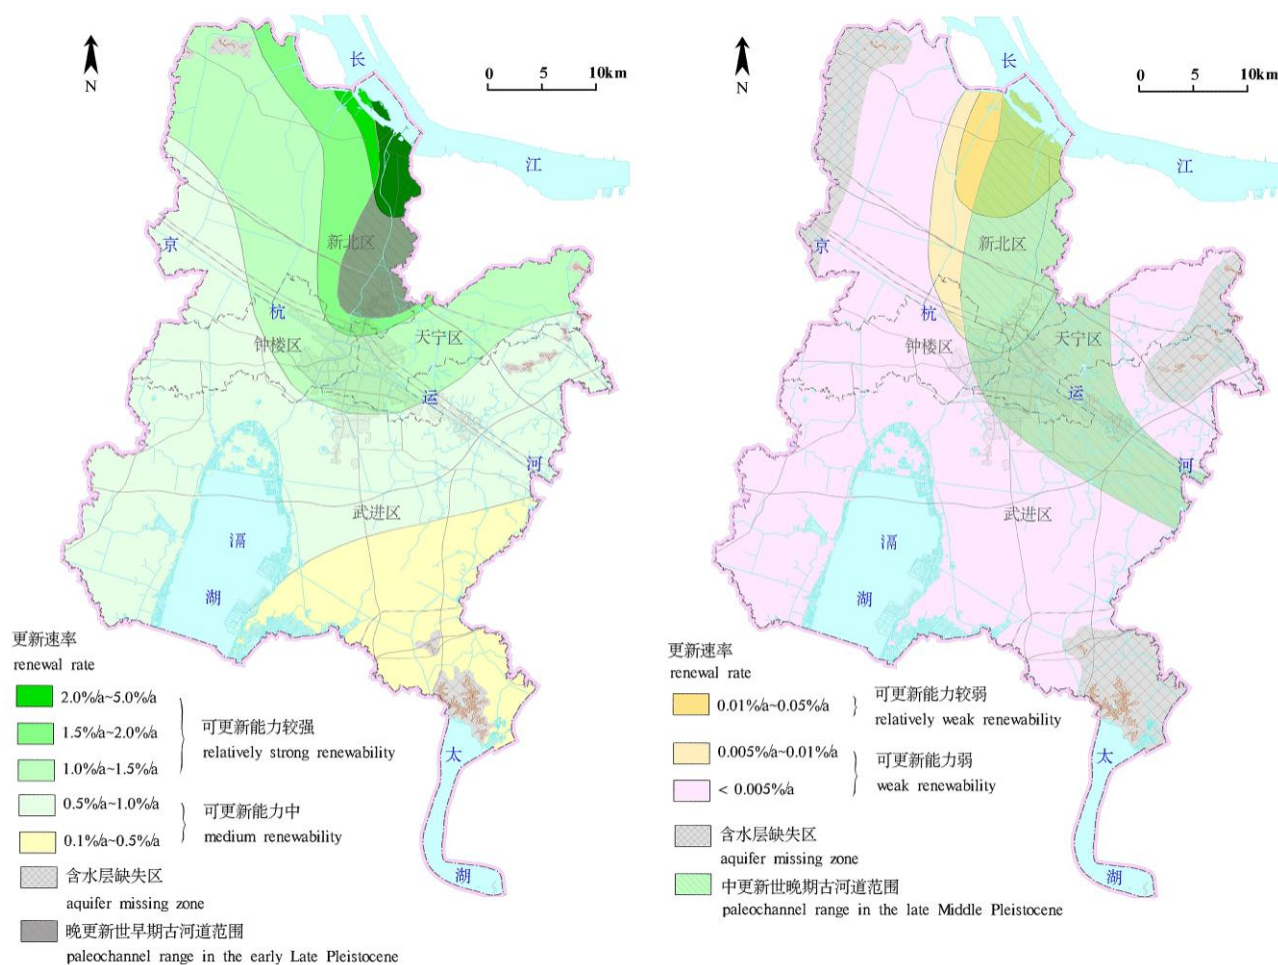 N
0 5 10km
长
江
京
新北区
杭
钟楼区
天宁区
运
河
武进区
滆
湖
太
湖
更新速率
renewal rate
2.0%/a~5.0%/a
1.5%/a~2.0%/a
1.0%/a~1.5%/a
可更新能力较强
relatively strong renewability
0.5%/a~1.0%/a
0.1%/a~0.5%/a
可更新能力中
medium renewability
含水层缺失区
aquifer missing zone
晚更新世早期古河道范围
paleochannel range in the early Late Pleistocene
N
0 5 10km
长
江
京
新北区
杭
钟楼区
天宁区
运
河
武进区
滆
湖
太
湖
更新速率
renewal rate
0.01%/a~0.05%/a
可更新能力较弱
relatively weak renewability
0.005%/a~0.01%/a
< 0.005%/a
可更新能力弱
weak renewability
含水层缺失区
aquifer missing zone
中更新世晚期古河道范围
paleochannel range in the late Middle Pleistocene